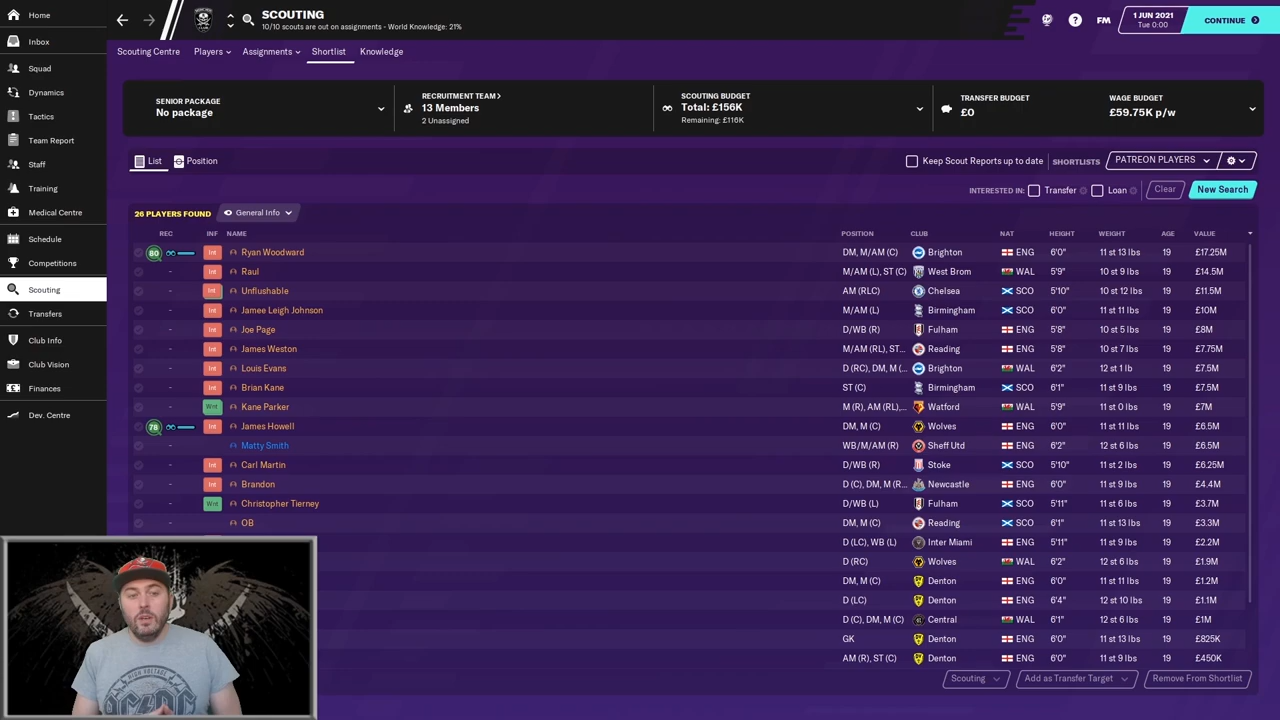 Home
Inbox
Squad
Dynamics
Tactics
Team Report
Staff
Training
Medical Centre
Schedule
Competitions
Scouting
Transfers
Club Info
Club Vision
Finances
Dev. Centre
SCOUTING
10/10 scouts are out on assignments - World Knowledge: 21%
? FM
1 JUN 2021
Tue 0:00
CONTINUE
Scouting Centre Players Assignments Shortlist Knowledge
SENIOR PACKAGE
No package
RECRUITMENT TEAM
13 Members
2 Unassigned
SCOUTING BUDGET
Total: £156K
Remaining: £116K
TRANSFER BUDGET
£0
WAGE BUDGET
£59.75K p/w
List Position
Keep Scout Reports up to date SHORTLISTS PATREON PLAYERS
INTERESTED IN: Transfer Loan Clear New Search
26 PLAYERS FOUND General Info
REC INF NAME POSITION CLUB NAT HEIGHT WEIGHT AGE VALUE
80 Int Ryan Woodward DM, M/AM (C) Brighton ENG 6'0" 11 st 13 lbs 19 £17.25M
- Int Raul M/AM (L), ST (C) West Brom WAL 5'9" 10 st 9 lbs 19 £14.5M
- Int Unflushable AM (RLC) Chelsea SCO 5'10" 10 st 12 lbs 19 £11.5M
- Int Jamee Leigh Johnson M/AM (L) Birmingham SCO 6'0" 11 st 11 lbs 19 £10M
- Int Joe Page D/WB (R) Fulham ENG 5'8" 10 st 5 lbs 19 £8M
- Int James Weston M/AM (RL), ST... Reading ENG 5'8" 10 st 7 lbs 19 £7.75M
- Int Louis Evans D (RC), DM, M (... Brighton WAL 6'2" 12 st 1 lb 19 £7.5M
- Int Brian Kane ST (C) Birmingham SCO 6'1" 11 st 9 lbs 19 £7.5M
- Wnt Kane Parker M (R), AM (RL),... Watford WAL 5'9" 11 st 0 lbs 19 £7M
78 Int James Howell DM, M (C) Wolves ENG 6'0" 11 st 11 lbs 19 £6.5M
- Matty Smith WB/M/AM (R) Sheff Utd ENG 6'2" 12 st 6 lbs 19 £6.5M
- Int Carl Martin D/WB (R) Stoke SCO 5'10" 11 st 2 lbs 19 £6.25M
- Int Brandon D (C), DM, M (R... Newcastle ENG 6'0" 11 st 9 lbs 19 £4.4M
- Wnt Christopher Tierney D/WB (L) Fulham SCO 5'11" 11 st 6 lbs 19 £3.7M
- OB DM, M (C) Reading SCO 6'1" 11 st 13 lbs 19 £3.3M
D (LC), WB (L) Inter Miami ENG 5'11" 11 st 9 lbs 19 £2.2M
D (RC) Wolves WAL 6'2" 12 st 6 lbs 19 £1.9M
DM, M (C) Denton ENG 6'0" 11 st 11 lbs 19 £1.2M
D (LC) Denton ENG 6'4" 12 st 10 lbs 19 £1.1M
D (C), DM, M (C) Central WAL 6'1" 12 st 6 lbs 19 £1M
GK Denton ENG 6'0" 11 st 13 lbs 19 £825K
AM (R), ST (C) Denton ENG 6'0" 11 st 9 lbs 19 £450K
Scouting Add as Transfer Target Remove From Shortlist